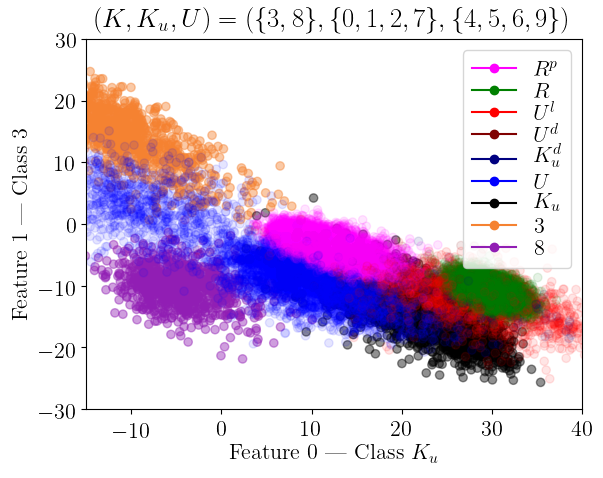 (K, K_u, U) = ({3, 8}, {0, 1, 2, 7}, {4, 5, 6, 9})
30
20
10
0
−10
−20
−30
Feature 1 — Class 3
R^p
R
U^l
U^d
K_u^d
U
K_u
3
8
−10
0
10
20
30
40
Feature 0 — Class K_u